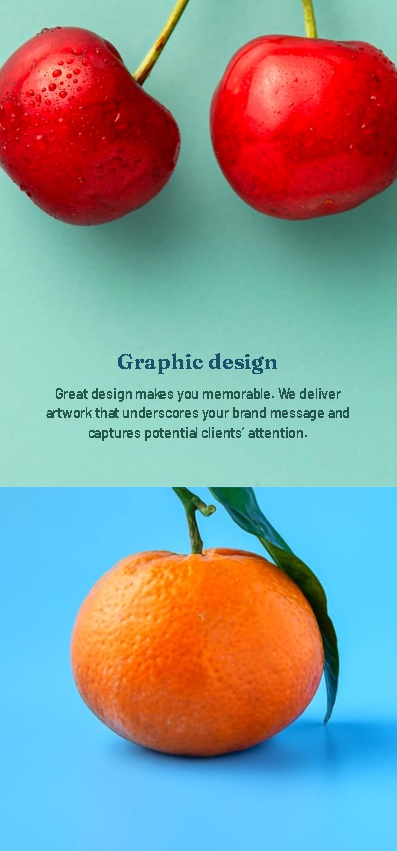 Graphic design
Great design makes you memorable. We deliver
artwork that underscores your brand message and
captures potential clients’ attention.